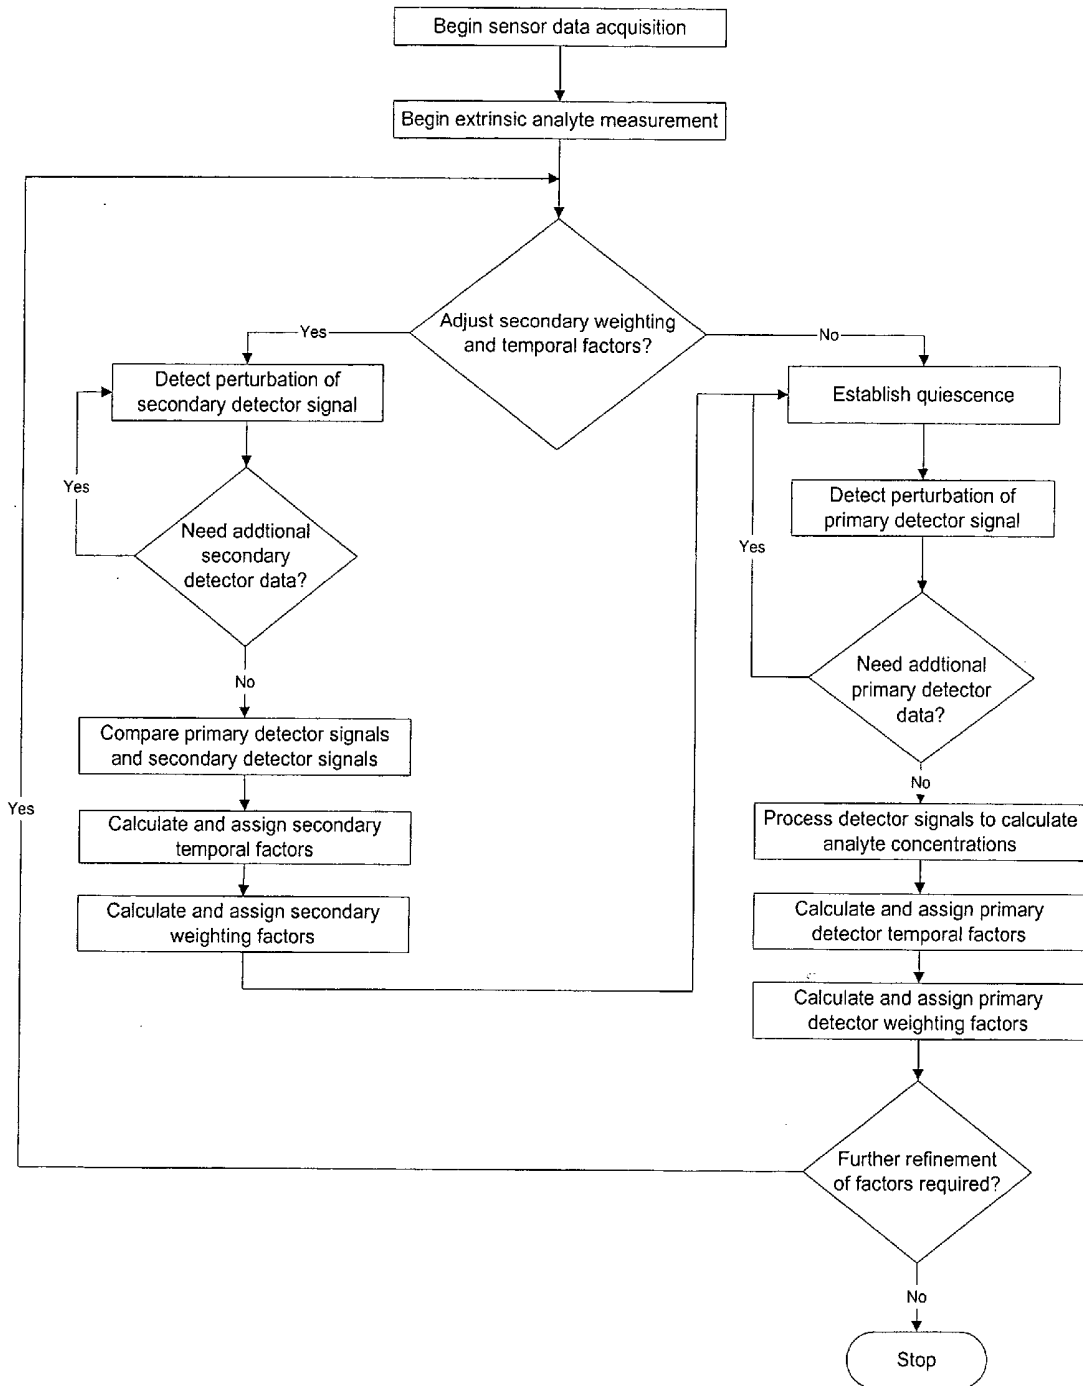 Begin sensor data acquisition
Begin extrinsic analyte measurement
Adjust secondary weighting
and temporal factors?
Yes
No
Detect perturbation of
secondary detector signal
Yes
Need addtional
secondary
detector data?
No
Compare primary detector signals
and secondary detector signals
Calculate and assign secondary
temporal factors
Calculate and assign secondary
weighting factors
Establish quiescence
Detect perturbation of
primary detector signal
Yes
Need addtional
primary detector
data?
No
Process detector signals to calculate
analyte concentrations
Calculate and assign primary
detector temporal factors
Calculate and assign primary
detector weighting factors
Further refinement
of factors required?
Yes
No
Stop